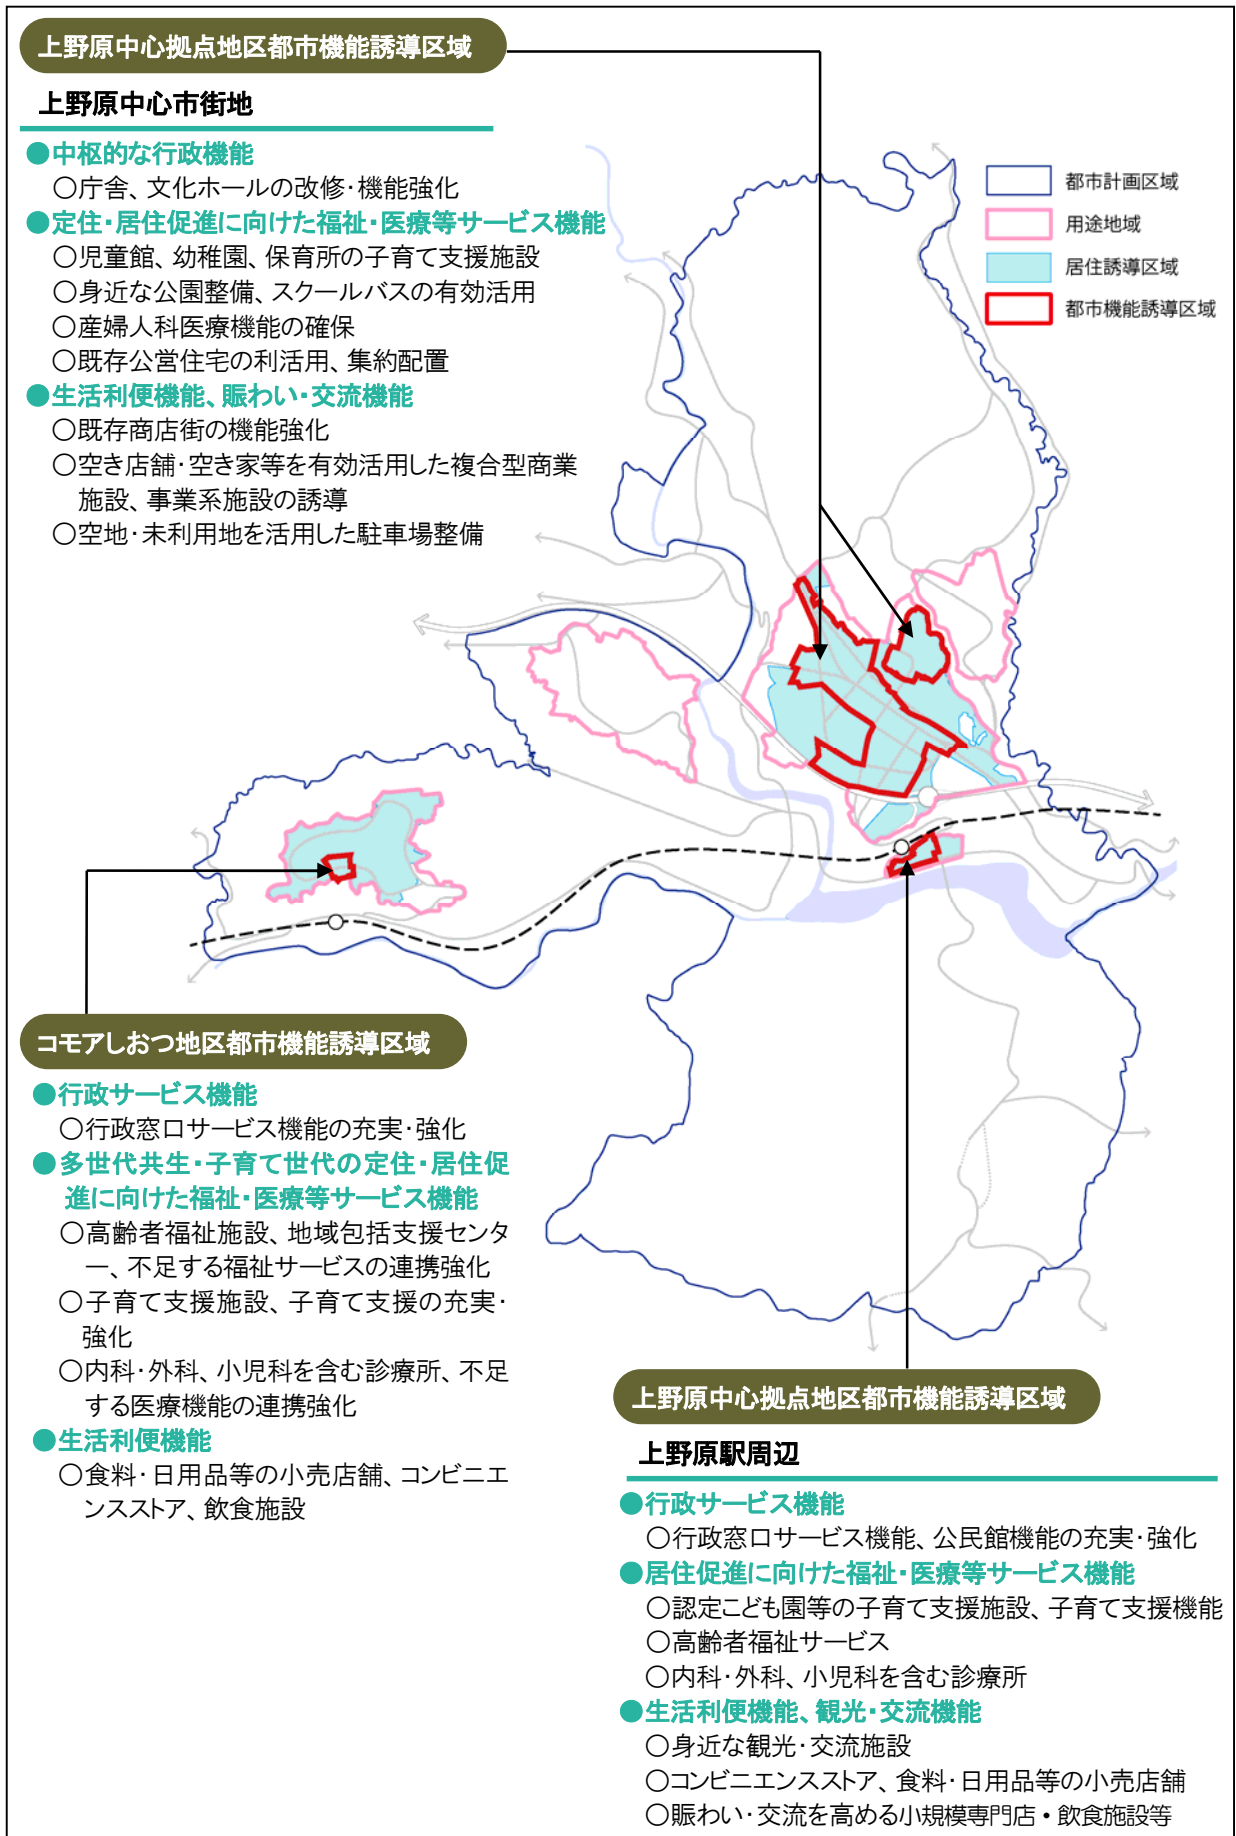 上野原中心拠点地区都市機能誘導区域
上野原中心市街地
●中枢的な行政機能
○庁舎、文化ホールの改修・機能強化
●定住・居住促進に向けた福祉・医療等サービス機能
○児童館、幼稚園、保育所の子育て支援施設
○身近な公園整備、スクールバスの有効活用
○産婦人科医療機能の確保
○既存公営住宅の利活用、集約配置
●生活利便機能、賑わい・交流機能
○既存商店街の機能強化
○空き店舗・空き家等を有効活用した複合型商業
施設、事業系施設の誘導
○空地・未利用地を活用した駐車場整備
都市計画区域
用途地域
居住誘導区域
都市機能誘導区域
コモアしおつ地区都市機能誘導区域
●行政サービス機能
○行政窓口サービス機能の充実・強化
●多世代共生・子育て世代の定住・居住促
進に向けた福祉・医療等サービス機能
○高齢者福祉施設、地域包括支援センタ
ー、不足する福祉サービスの連携強化
○子育て支援施設、子育て支援の充実・
強化
○内科・外科、小児科を含む診療所、不足
する医療機能の連携強化
●生活利便機能
○食料・日用品等の小売店舗、コンビニエ
ンスストア、飲食施設
上野原中心拠点地区都市機能誘導区域
上野原駅周辺
●行政サービス機能
○行政窓口サービス機能、公民館機能の充実・強化
●居住促進に向けた福祉・医療等サービス機能
○認定こども園等の子育て支援施設、子育て支援機能
○高齢者福祉サービス
○内科・外科、小児科を含む診療所
●生活利便機能、観光・交流機能
○身近な観光・交流施設
○コンビニエンスストア、食料・日用品等の小売店舗
○賑わい・交流を高める小規模専門店・飲食施設等